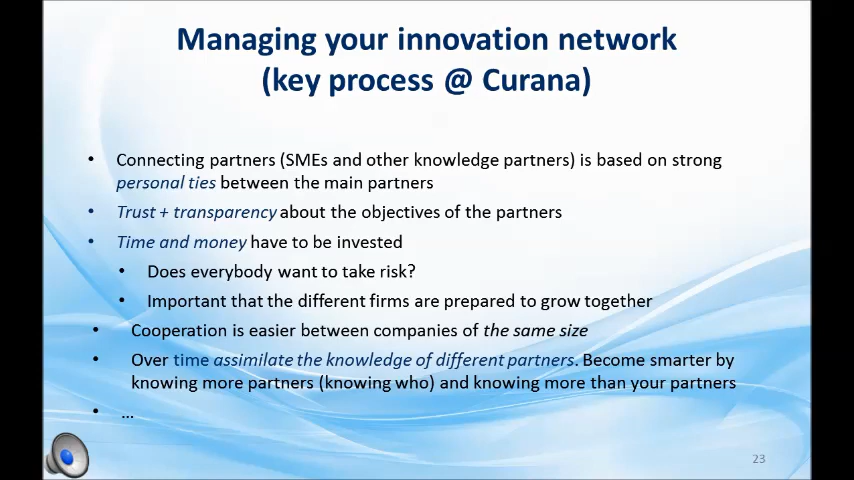 Managing your innovation network
(key process @ Curana)
• Connecting partners (SMEs and other knowledge partners) is based on strong
personal ties between the main partners
• Trust + transparency about the objectives of the partners
• Time and money have to be invested
• Does everybody want to take risk?
• Important that the different firms are prepared to grow together
• Cooperation is easier between companies of the same size
• Over time assimilate the knowledge of different partners. Become smarter by
knowing more partners (knowing who) and knowing more than your partners
• ...
23